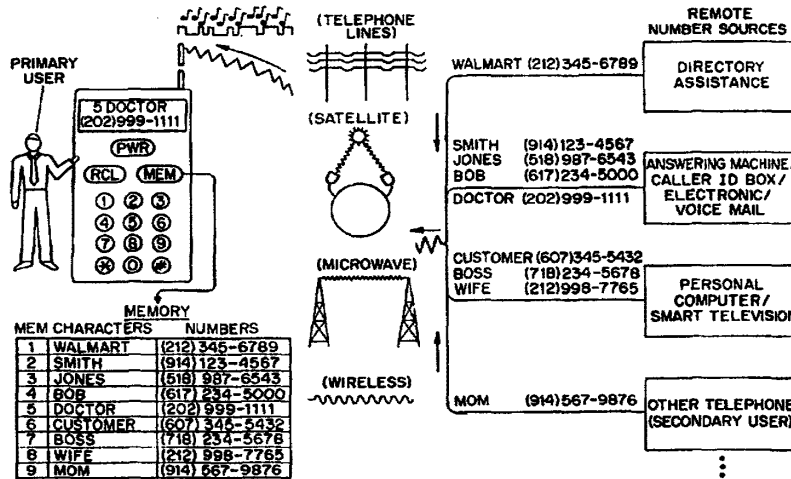 PRIMARY
USER
5 DOCTOR
(202)999-1111
PWR
RCL
MEM
1 2 3
4 5 6
7 8 9
* 0 #
MEMORY
MEM CHARACTERS NUMBERS
1 WALMART (212) 345-6789
2 SMITH (914) 123-4567
3 JONES (518) 987-6543
4 BOB (617) 234-5000
5 DOCTOR (202) 999-1111
6 CUSTOMER (607) 345-5432
7 BOSS (718) 234-5678
8 WIFE (212) 998-7765
9 MOM (914) 567-9876
(TELEPHONE
LINES)
(SATELLITE)
(MICROWAVE)
(WIRELESS)
REMOTE
NUMBER SOURCES
WALMART (212)345-6789
DIRECTORY
ASSISTANCE
SMITH (914)123-4567
JONES (518)987-6543
BOB (617)234-5000
DOCTOR (202)999-1111
ANSWERING MACHINE/
CALLER ID BOX/
ELECTRONIC/
VOICE MAIL
CUSTOMER (607)345-5432
BOSS (718)234-5678
WIFE (212)998-7765
PERSONAL
COMPUTER/
SMART TELEVISION
MOM (914)567-9876
OTHER TELEPHONE
(SECONDARY USER)